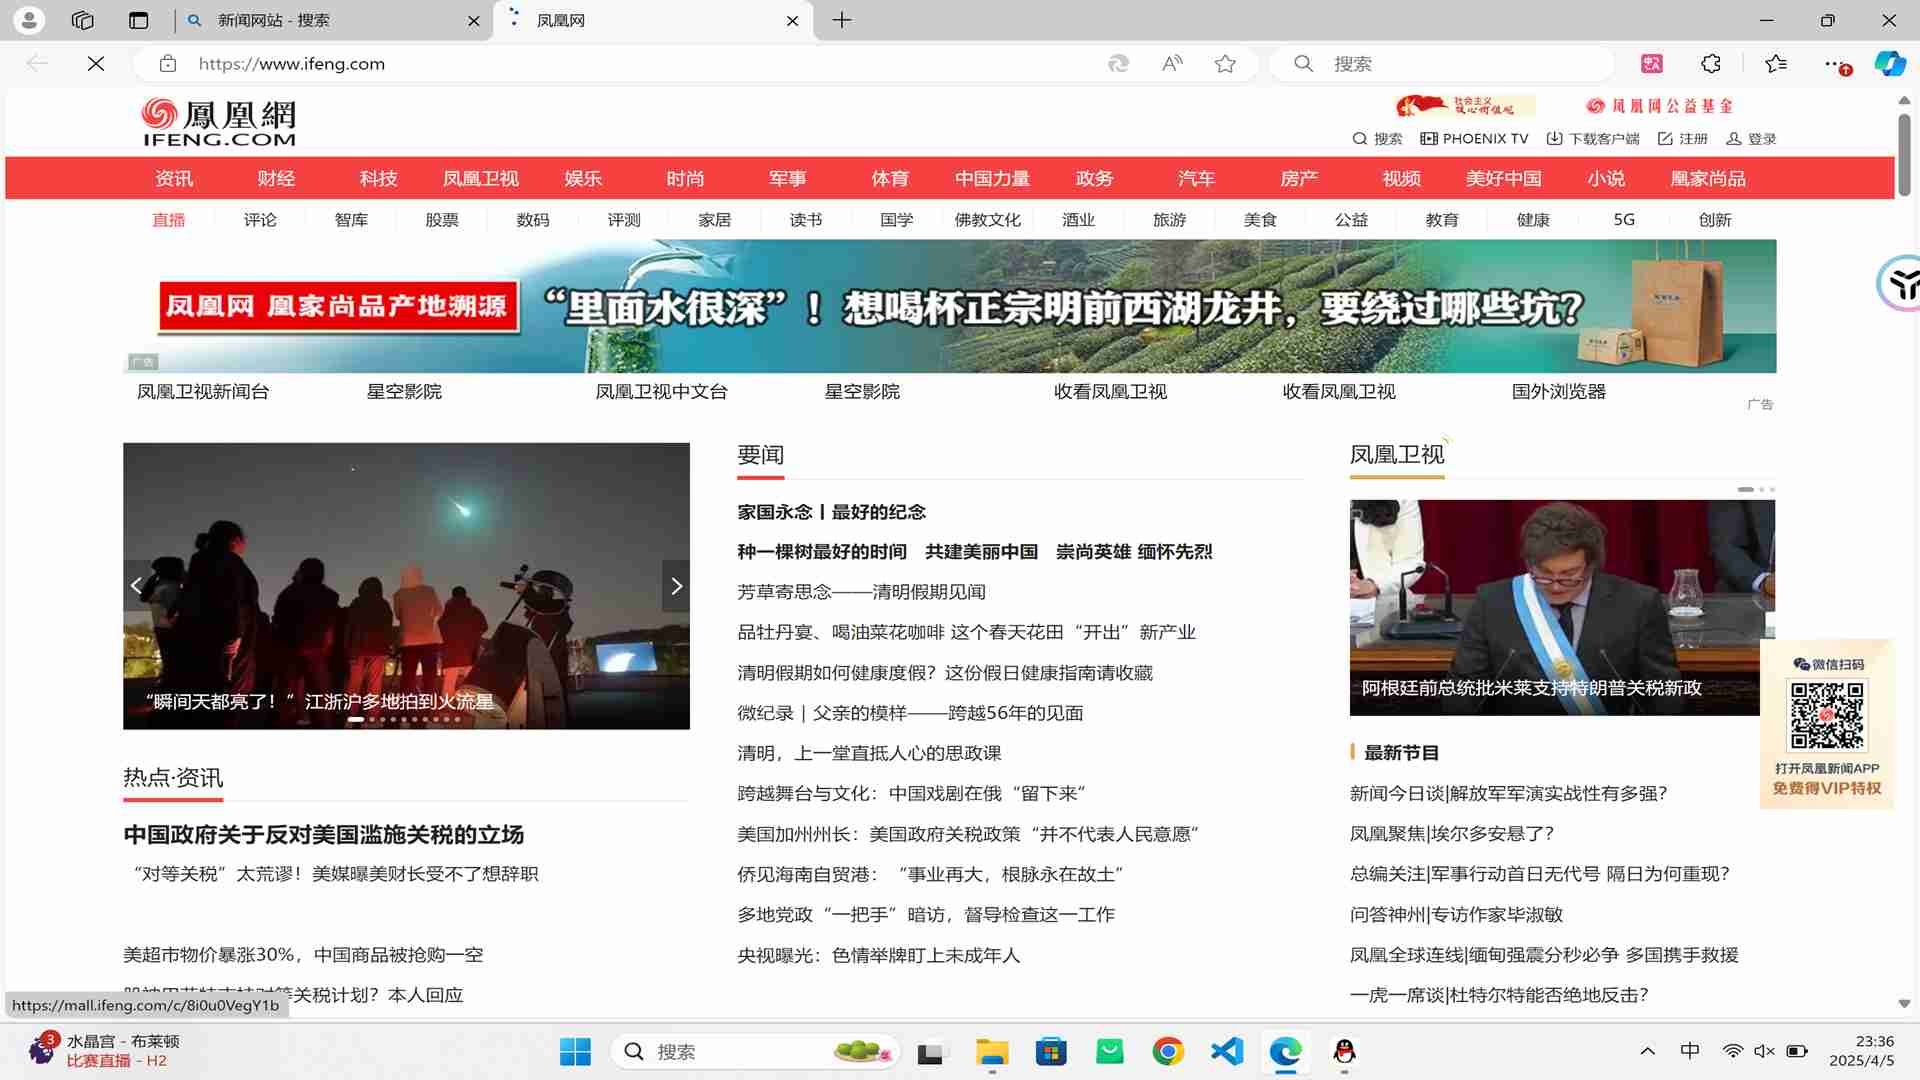 新闻网站 - 搜索
凤凰网
https://www.ifeng.com
搜索
鳳凰網
IFENG.COM
社会主义
核心价值观
凤凰网公益基金
搜索
PHOENIX TV
下载客户端
注册
登录
资讯 财经 科技 凤凰卫视 娱乐 时尚 军事 体育 中国力量 政务 汽车 房产 视频 美好中国 小说 凰家尚品
直播 评论 智库 股票 数码 评测 家居 读书 国学 佛教文化 酒业 旅游 美食 公益 教育 健康 5G 创新
凤凰网 凰家尚品产地溯源
“里面水很深”！想喝杯正宗明前西湖龙井，要绕过哪些坑？
广告
凤凰卫视新闻台 星空影院 凤凰卫视中文台 星空影院 收看凤凰卫视 收看凤凰卫视 国外浏览器
广告
“瞬间天都亮了！”江浙沪多地拍到火流星
热点·资讯
中国政府关于反对美国滥施关税的立场
“对等关税”太荒谬！美媒曝美财长受不了想辞职
美超市物价暴涨30%，中国商品被抢购一空
关税计划？本人回应
https://mall.ifeng.com/c/8i0u0VegY1b
要闻
家国永念丨最好的纪念
种一棵树最好的时间 共建美丽中国 崇尚英雄 缅怀先烈
芳草寄思念——清明假期见闻
品牡丹宴、喝油菜花咖啡 这个春天花田“开出”新产业
清明假期如何健康度假？这份假日健康指南请收藏
微纪录｜父亲的模样——跨越56年的见面
清明，上一堂直抵人心的思政课
跨越舞台与文化：中国戏剧在俄“留下来”
美国加州州长：美国政府关税政策“并不代表人民意愿”
侨见海南自贸港：“事业再大，根脉永在故土”
多地党政“一把手”暗访，督导检查这一工作
央视曝光：色情举牌盯上未成年人
凤凰卫视
阿根廷前总统批米莱支持特朗普关税新政
最新节目
新闻今日谈|解放军军演实战性有多强？
凤凰聚焦|埃尔多安悬了？
总编关注|军事行动首日无代号 隔日为何重现？
问答神州|专访作家毕淑敏
凤凰全球连线|缅甸强震分秒必争 多国携手救援
一虎一席谈|杜特尔特能否绝地反击？
微信扫码
打开凤凰新闻APP
免费得VIP特权
3
水晶宫 - 布莱顿
比赛直播 - H2
搜索
中
23:36
2025/4/5